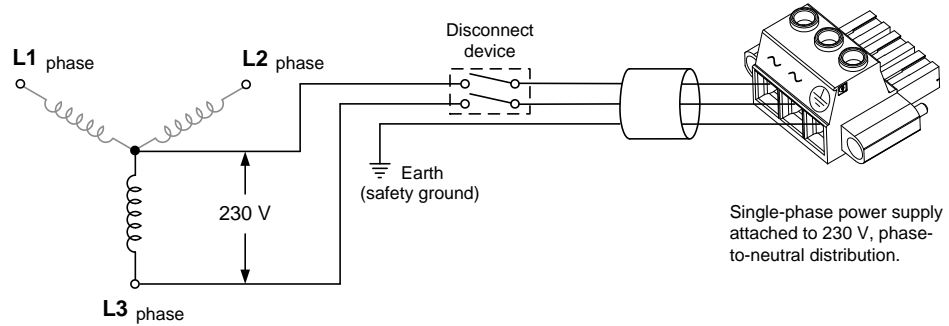 Disconnect
device
L1 phase
L2 phase
230 V
Earth
(safety ground)
L3 phase
~ ~
Single-phase power supply
attached to 230 V, phase-
to-neutral distribution.